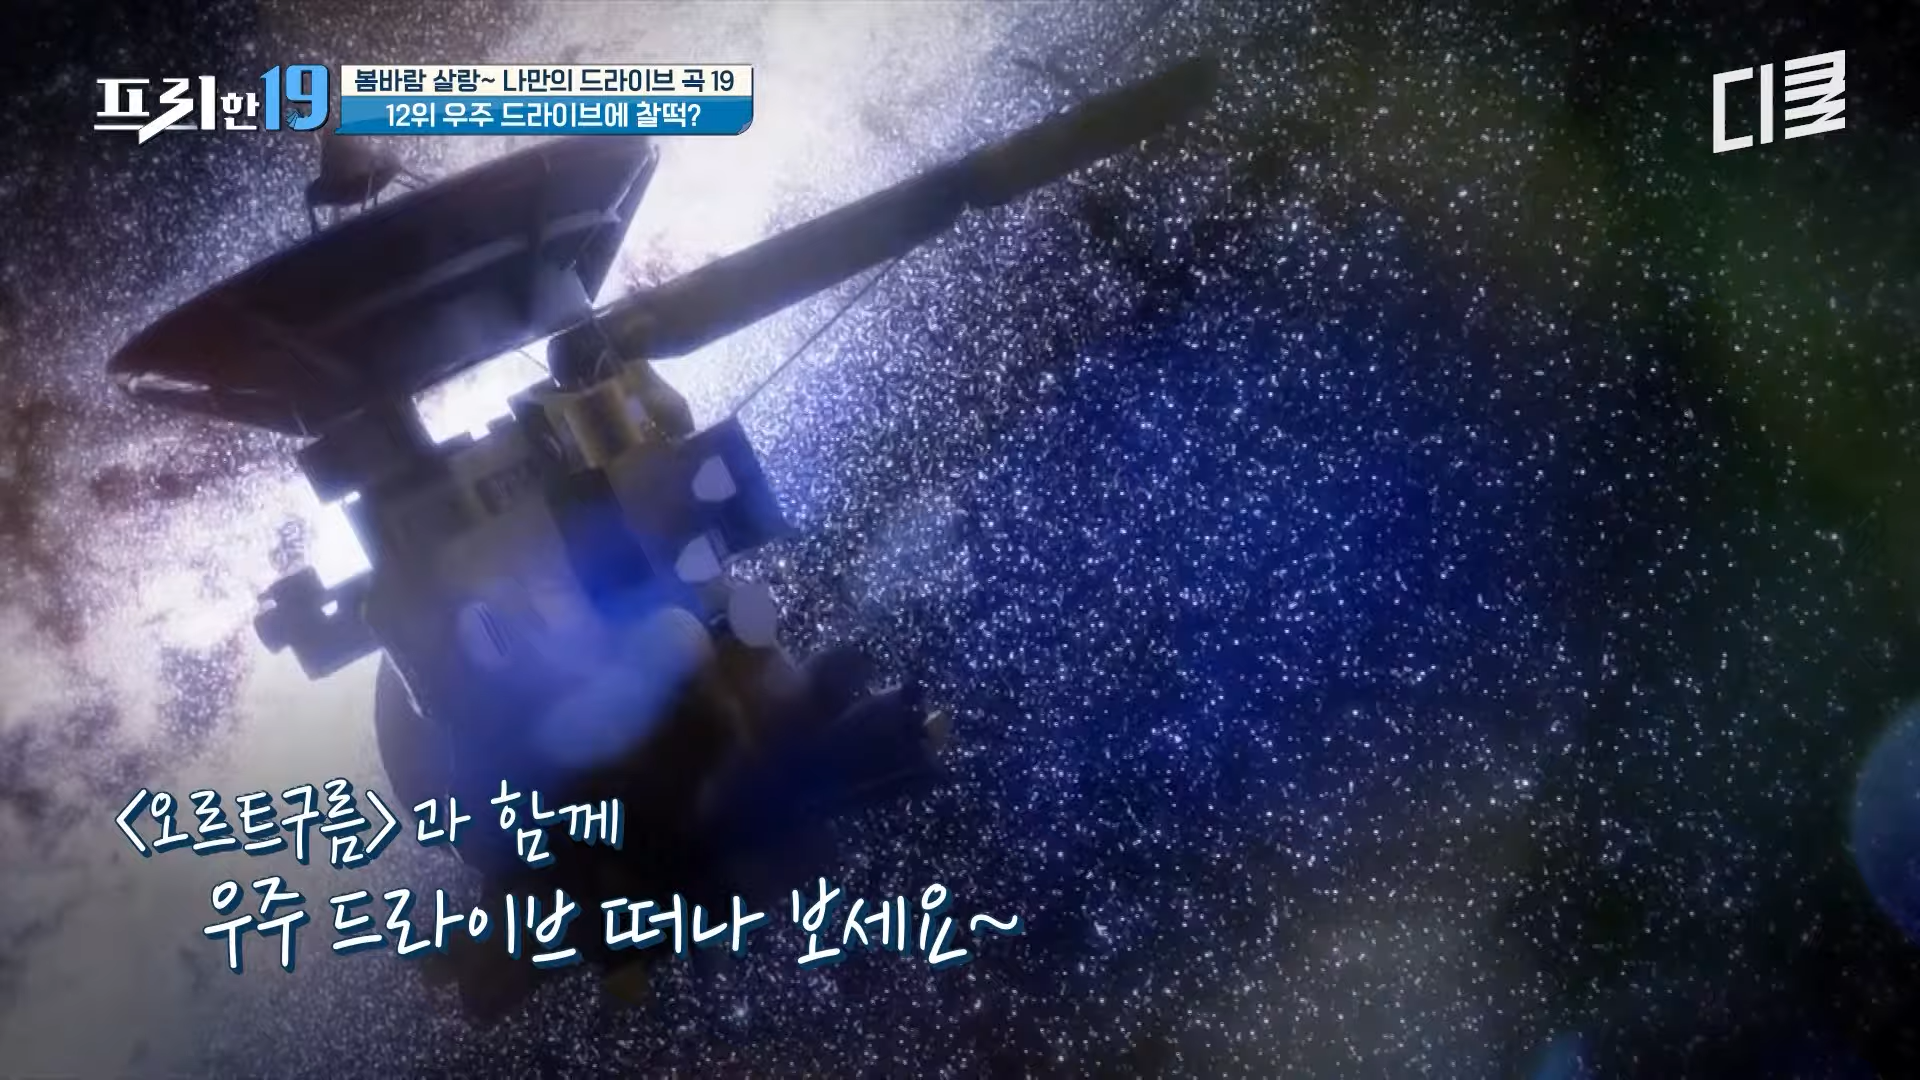 프리한19
봄바람 살랑~ 나만의 드라이브 곡 19
12위 우주 드라이브에 찰떡?
디클
<오르트구름>과 함께
우주 드라이브 떠나 보세요~